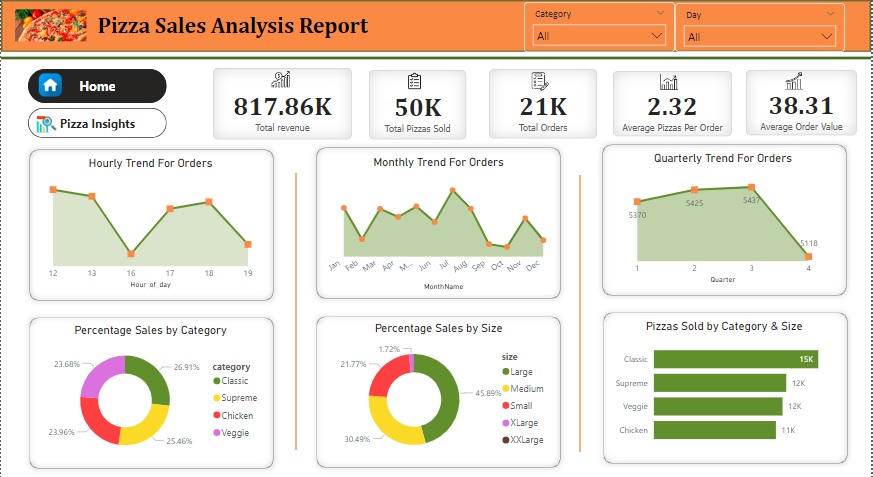 Pizza Sales Analysis Report
Category
All
Day
All
Home
Pizza Insights
817.86K
Total revenue
50K
Total Pizzas Sold
21K
Total Orders
2.32
Average Pizzas Per Order
38.31
Average Order Value
Hourly Trend For Orders
12 13 16 17 18 19
Hour of day
Monthly Trend For Orders
Jan Feb Mar Apr M... Jun Jul Aug Sep Oct Nov Dec
MonthName
Quarterly Trend For Orders
5370 5425 5437 5118
1 2 3 4
Quarter
Percentage Sales by Category
26.91%
25.46%
23.96%
23.68%
category
Classic
Supreme
Chicken
Veggie
Percentage Sales by Size
1.72%
21.77%
45.89%
30.49%
size
Large
Medium
Small
XLarge
XXLarge
Pizzas Sold by Category & Size
Classic 15K
Supreme 12K
Veggie 12K
Chicken 11K